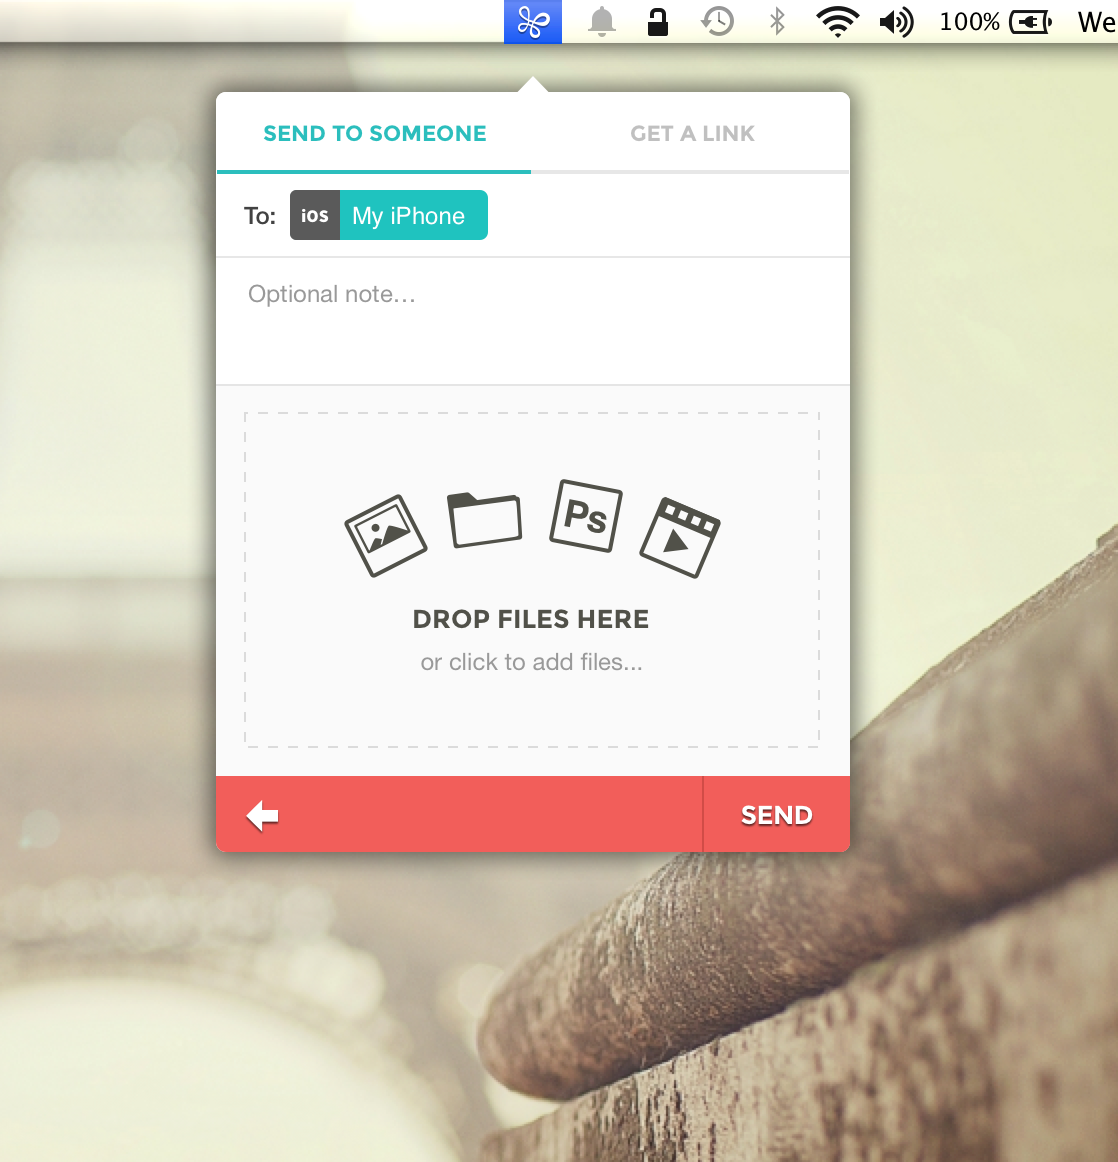 100% We
SEND TO SOMEONE GET A LINK
To: iOS My iPhone
Optional note...
Ps
DROP FILES HERE
or click to add files...
SEND